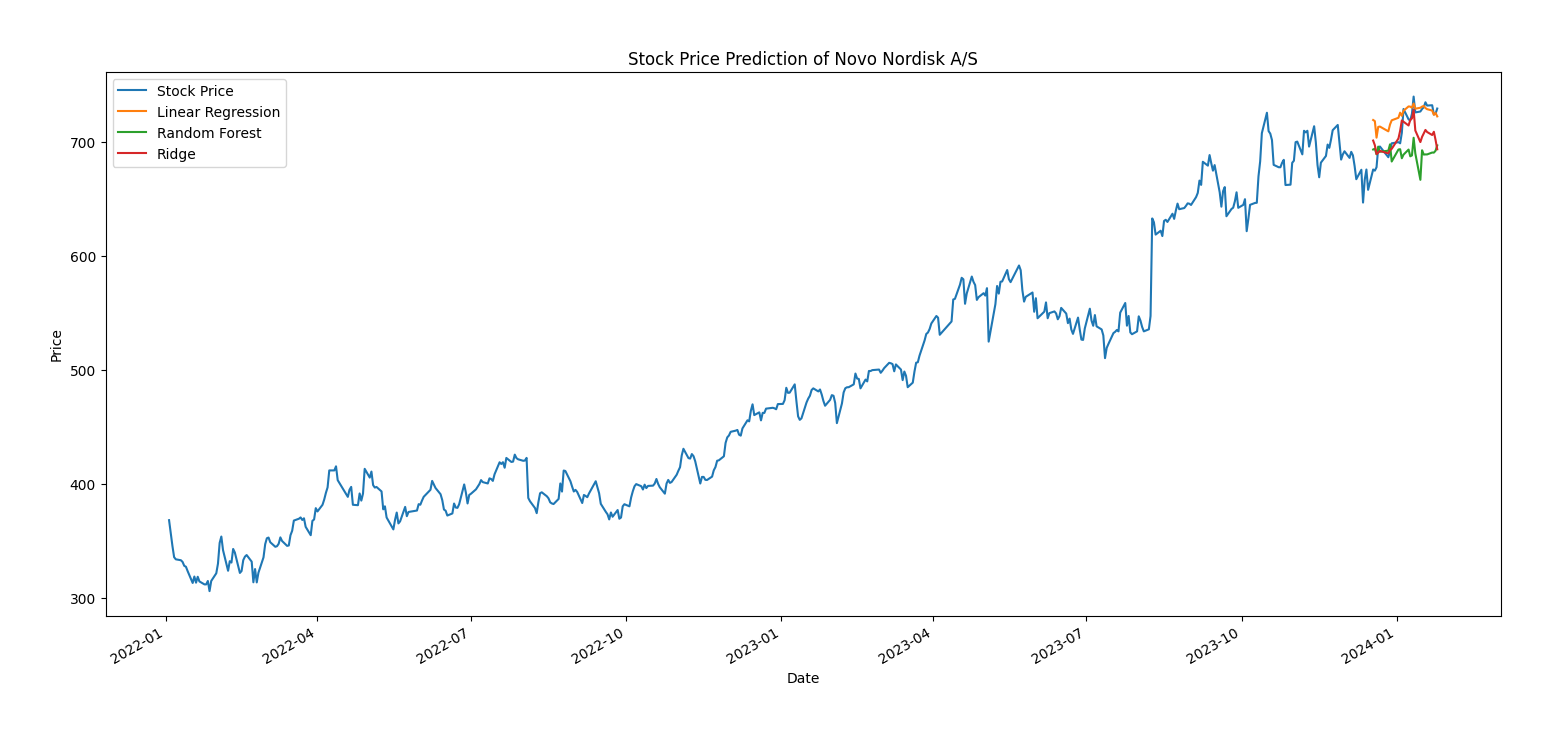 Stock Price Prediction of Novo Nordisk A/S
Stock Price
Linear Regression
Random Forest
Ridge
700
600
500
400
300
Price
2022-01
2022-04
2022-07
2022-10
2023-01
2023-04
2023-07
2023-10
2024-01
Date